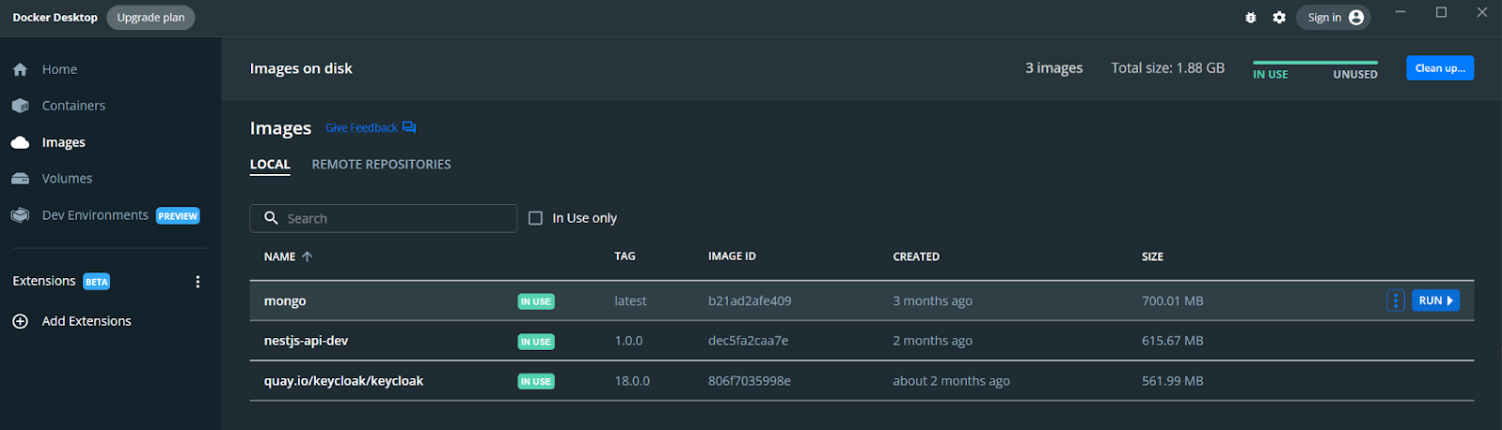 Docker Desktop Upgrade plan Sign in
Home
Containers
Images
Volumes
Dev Environments PREVIEW
Extensions BETA
Add Extensions
Images on disk 3 images Total size: 1.88 GB IN USE UNUSED Clean up...
Images Give Feedback
LOCAL REMOTE REPOSITORIES
Search In Use only
NAME TAG IMAGE ID CREATED SIZE
mongo IN USE latest b21ad2afe409 3 months ago 700.01 MB RUN
nestjs-api-dev IN USE 1.0.0 dec5fa2caa7e 2 months ago 615.67 MB
quay.io/keycloak/keycloak IN USE 18.0.0 806f7035998e about 2 months ago 561.99 MB